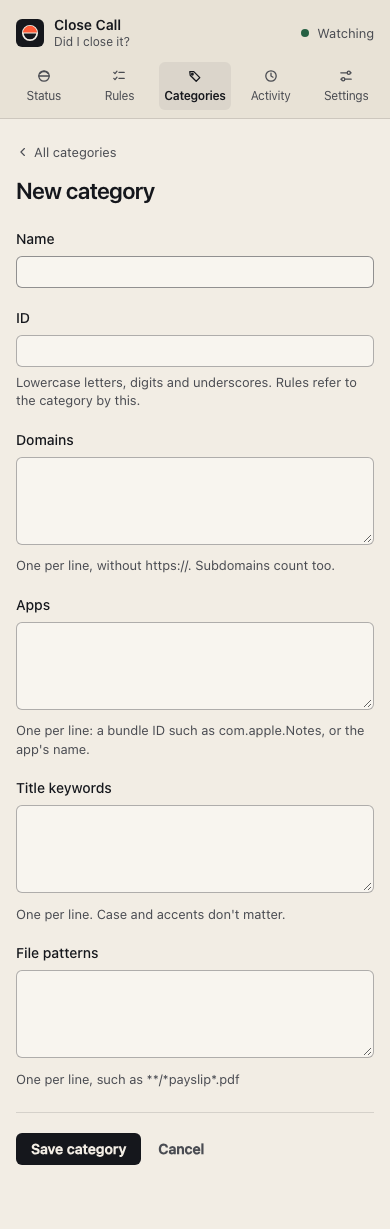 Close Call
Did I close it?
Watching
Status
Rules
Categories
Activity
Settings
All categories
New category
Name
ID
Lowercase letters, digits and underscores. Rules refer to
the category by this.
Domains
One per line, without https://. Subdomains count too.
Apps
One per line: a bundle ID such as com.apple.Notes, or the
app's name.
Title keywords
One per line. Case and accents don't matter.
File patterns
One per line, such as **/*payslip*.pdf
Save category
Cancel